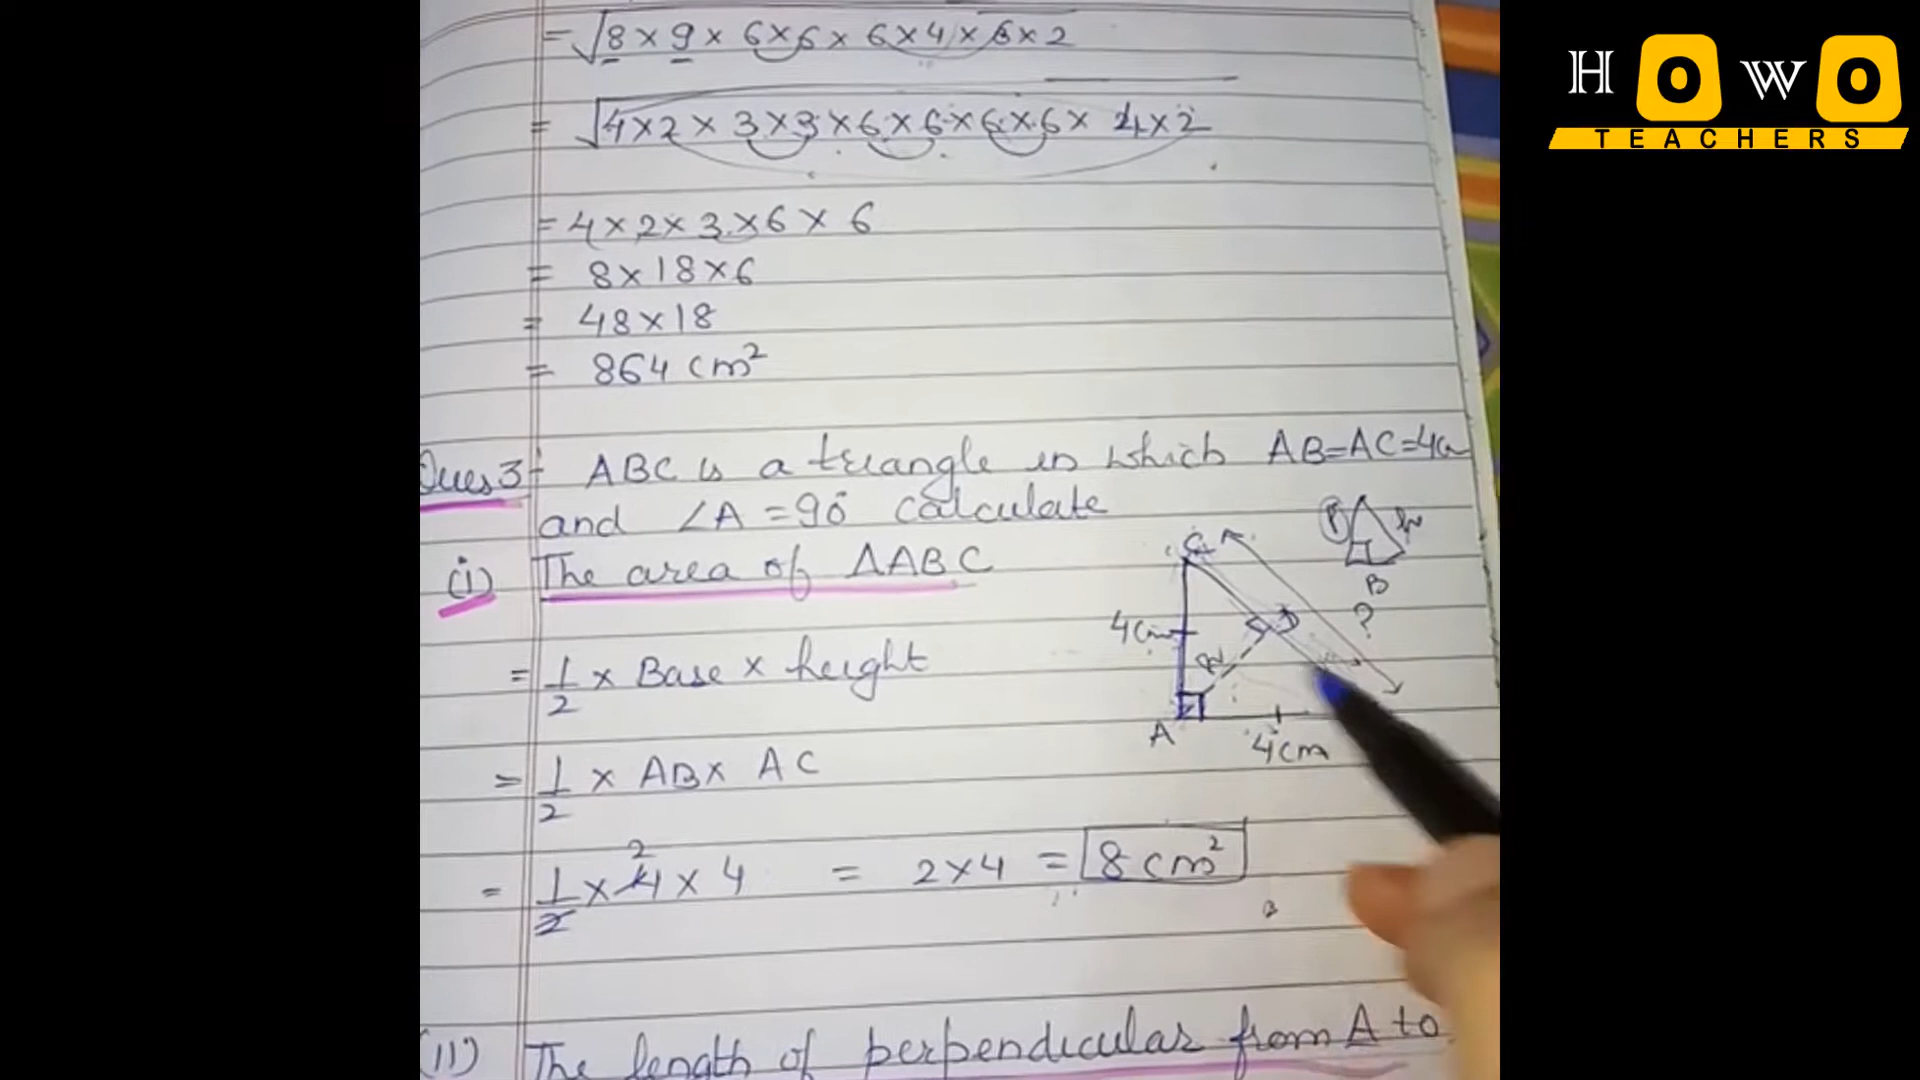 = √8 × 9 × 6 × 6 × 6 × 4 × 6 × 2
= √4 × 2 × 3 × 3 × 6 × 6 × 6 × 6 × 4 × 2
= 4 × 2 × 3 × 6 × 6
= 8 × 18 × 6
= 48 × 18
= 864 cm²
Ques 3:- ABC is a triangle in which AB=AC=4cm
and ∠A = 90° calculate
(i) The area of ΔABC
= 1/2 × Base × height
= 1/2 × AB × AC
= 1/2 × 4 × 4 = 2×4 = 8 cm²
2
(ii) The length of perpendicular from A to
C
4cm
D
?
A
4cm
P
B
HOWO
TEACHERS